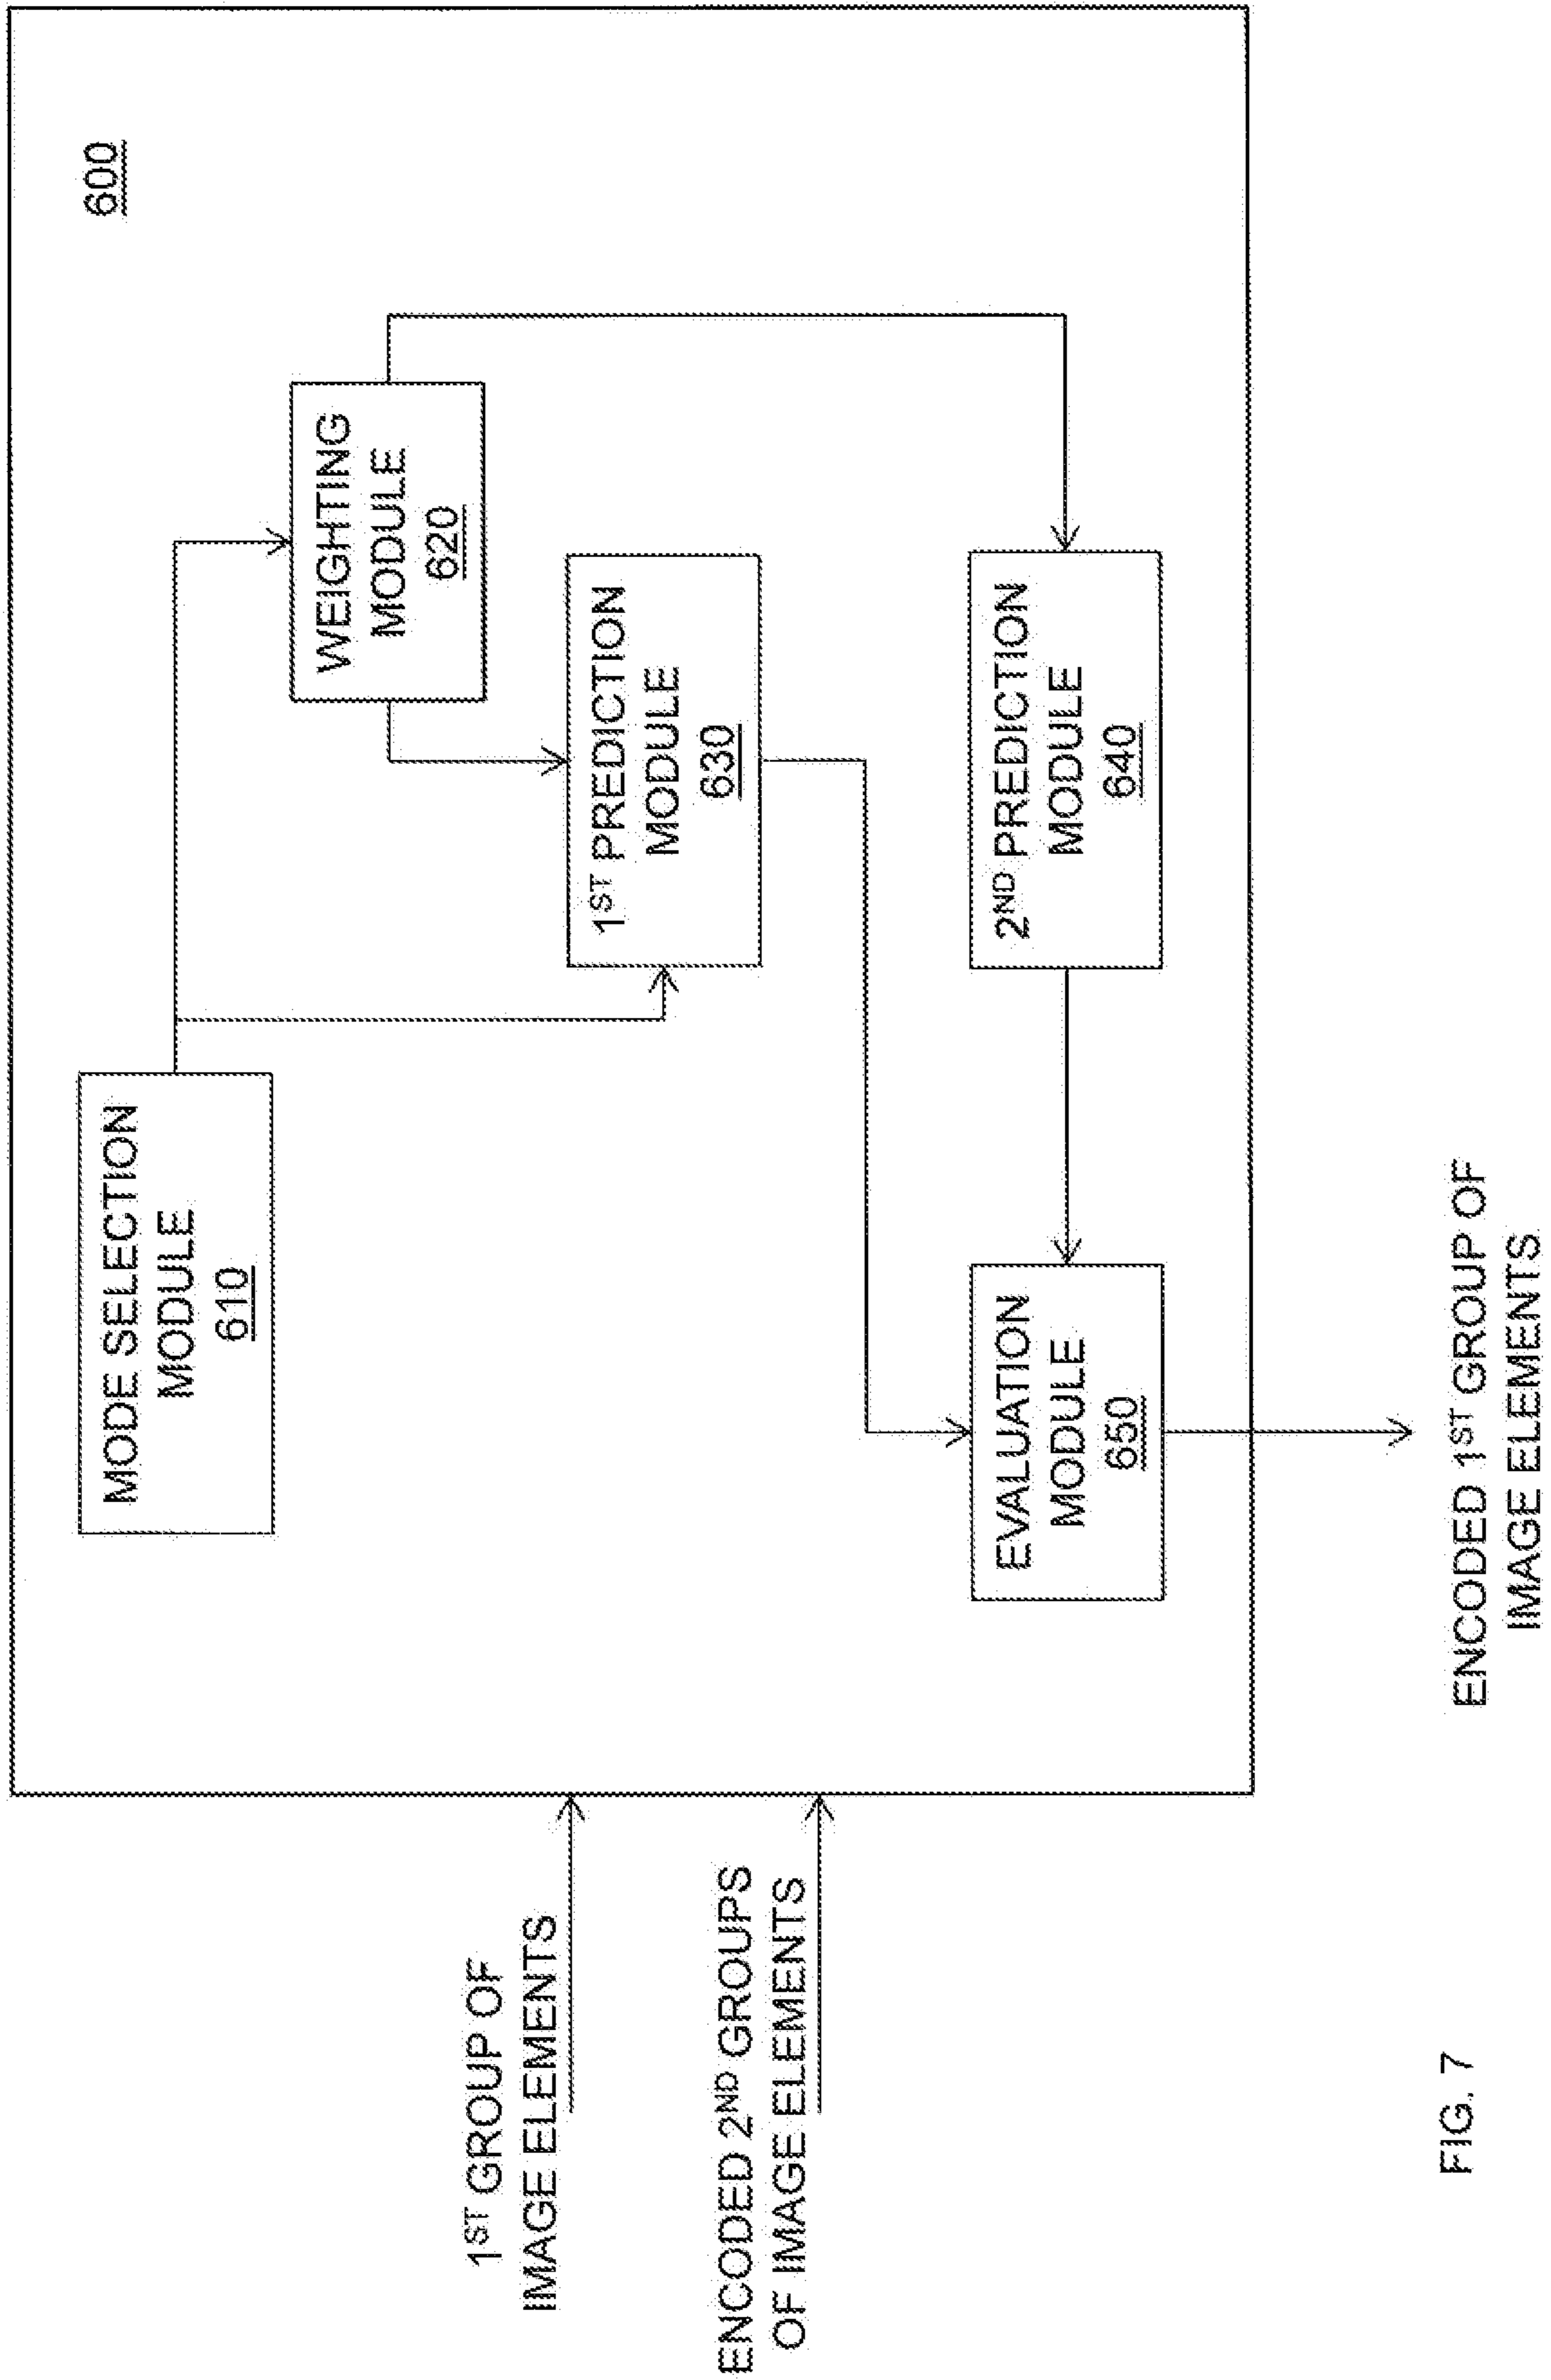 600
MODE SELECTION
MODULE
610
WEIGHTING
MODULE
620
1ST PREDICTION
MODULE
630
2ND PREDICTION
MODULE
640
EVALUATION
MODULE
650
1ST GROUP OF
IMAGE ELEMENTS
ENCODED 2ND GROUPS
OF IMAGE ELEMENTS
ENCODED 1ST GROUP OF
IMAGE ELEMENTS
FIG. 7